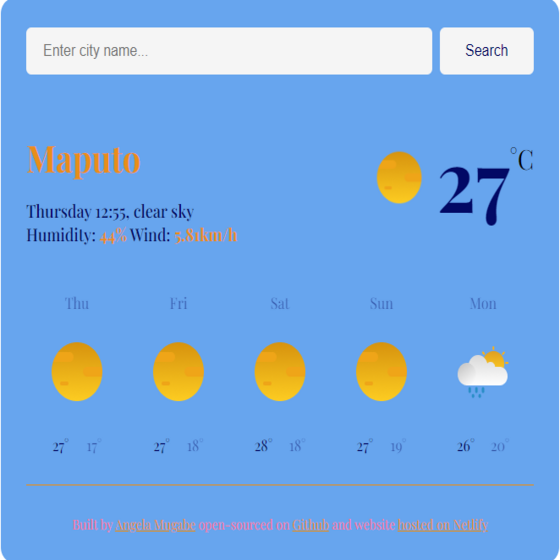 Enter city name...
Search
Maputo
27°C
Thursday 12:55, clear sky
Humidity: 44% Wind: 5.81km/h
Thu Fri Sat Sun Mon
27° 17° 27° 18° 28° 18° 27° 19° 26° 20°
Built by Angela Mugabe open-sourced on Github and website hosted on Netlify